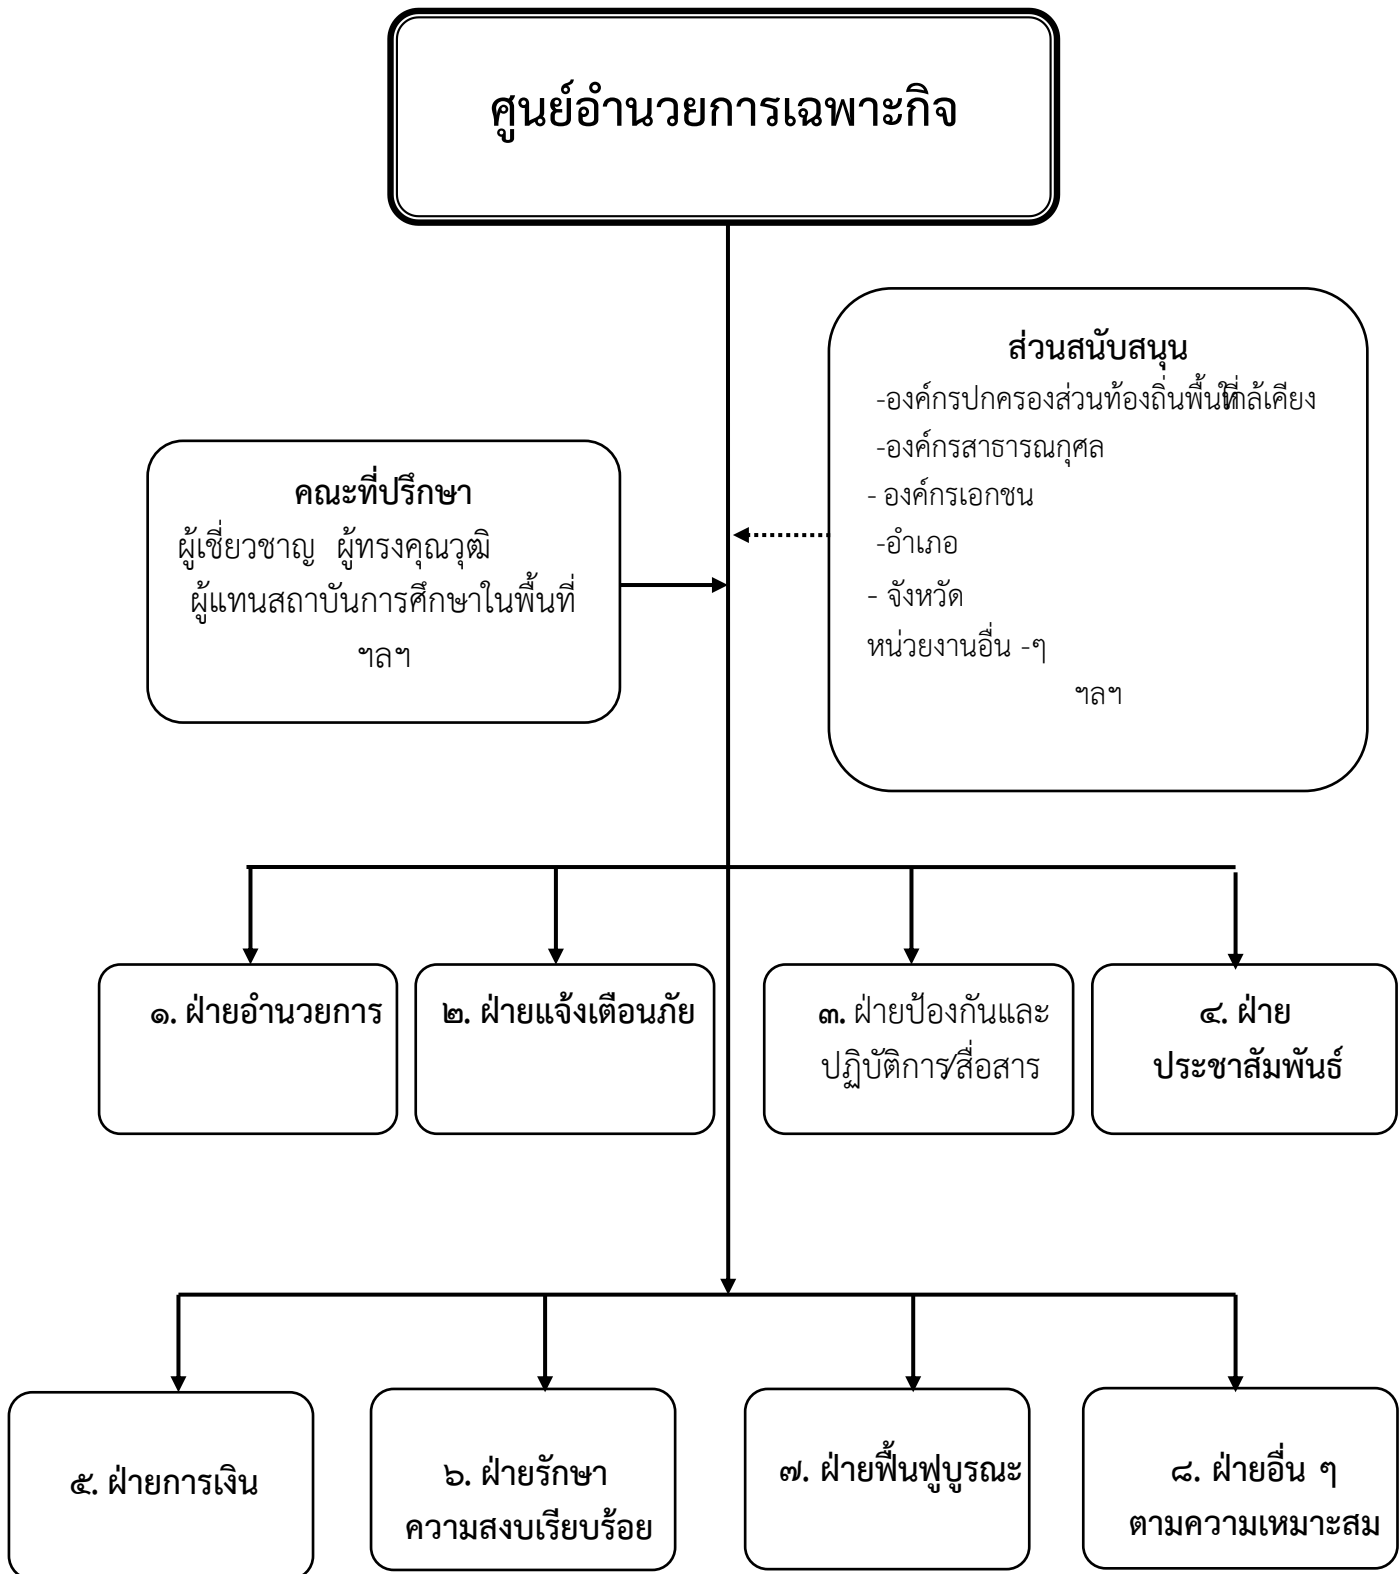 ศูนย์อำนวยการเฉพาะกิจ
ส่วนสนับสนุน
-องค์กรปกครองส่วนท้องถิ่นพื้นที่ใกล้เคียง
-องค์กรสาธารณกุศล
- องค์กรเอกชน
-อำเภอ
- จังหวัด
หน่วยงานอื่น -ๆ
ฯลฯ
คณะที่ปรึกษา
ผู้เชี่ยวชาญ ผู้ทรงคุณวุฒิ
ผู้แทนสถาบันการศึกษาในพื้นที่
ฯลฯ
๑. ฝ่ายอำนวยการ
๒. ฝ่ายแจ้งเตือนภัย
๓. ฝ่ายป้องกันและ
ปฏิบัติการ/สื่อสาร
๔. ฝ่าย
ประชาสัมพันธ์
๕. ฝ่ายการเงิน
๖. ฝ่ายรักษา
ความสงบเรียบร้อย
๗. ฝ่ายฟื้นฟูบูรณะ
๘. ฝ่ายอื่น ๆ
ตามความเหมาะสม